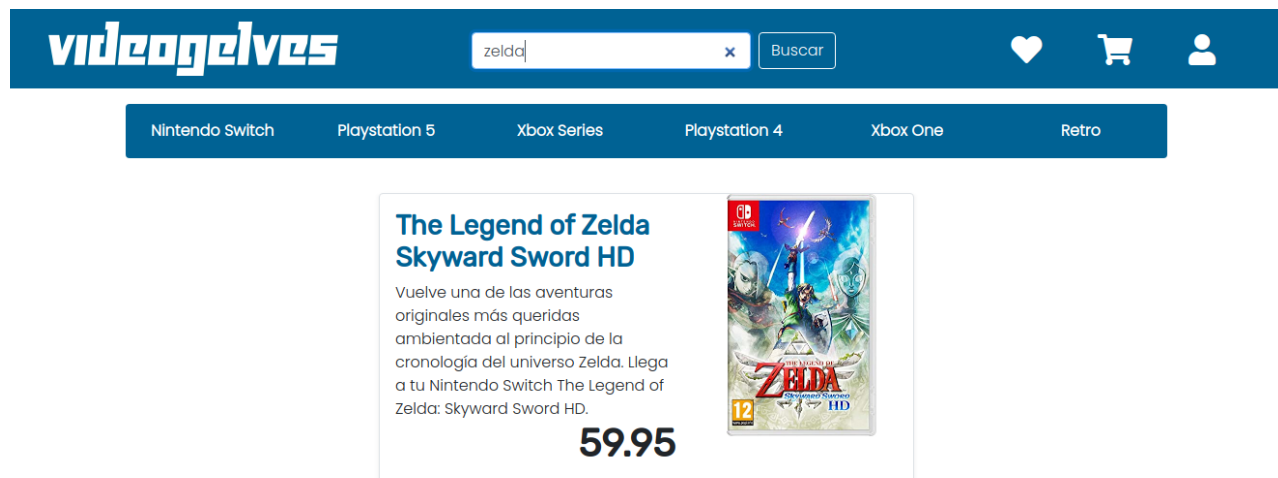 videogelves
zelda
Buscar
Nintendo Switch Playstation 5 Xbox Series Playstation 4 Xbox One Retro
The Legend of Zelda
Skyward Sword HD
Vuelve una de las aventuras
originales más queridas
ambientada al principio de la
cronología del universo Zelda. Llega
a tu Nintendo Switch The Legend of
Zelda: Skyward Sword HD.
59.95
NINTENDO
SWITCH
THE LEGEND OF
ZELDA
Skyward Sword
HD
12